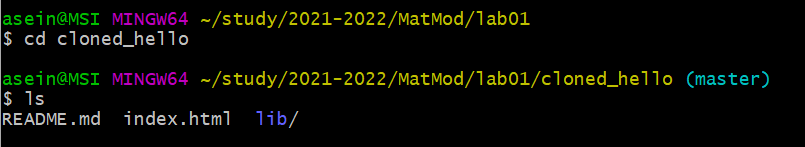 asein@MSI MINGW64 ~/study/2021-2022/MatMod/lab01
$ cd cloned_hello
asein@MSI MINGW64 ~/study/2021-2022/MatMod/lab01/cloned_hello (master)
$ ls
README.md  index.html  lib/